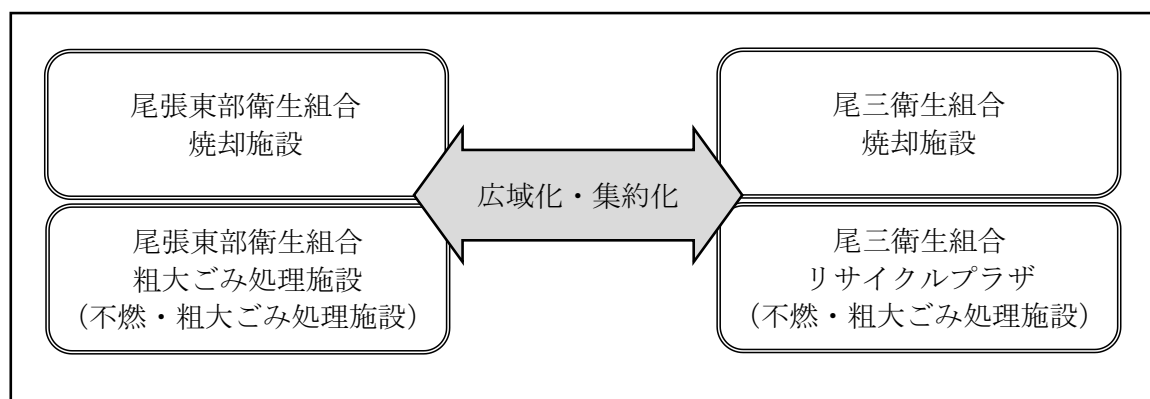 尾張東部衛生組合
焼却施設
尾張東部衛生組合
粗大ごみ処理施設
（不燃・粗大ごみ処理施設）
広域化・集約化
尾三衛生組合
焼却施設
尾三衛生組合
リサイクルプラザ
（不燃・粗大ごみ処理施設）